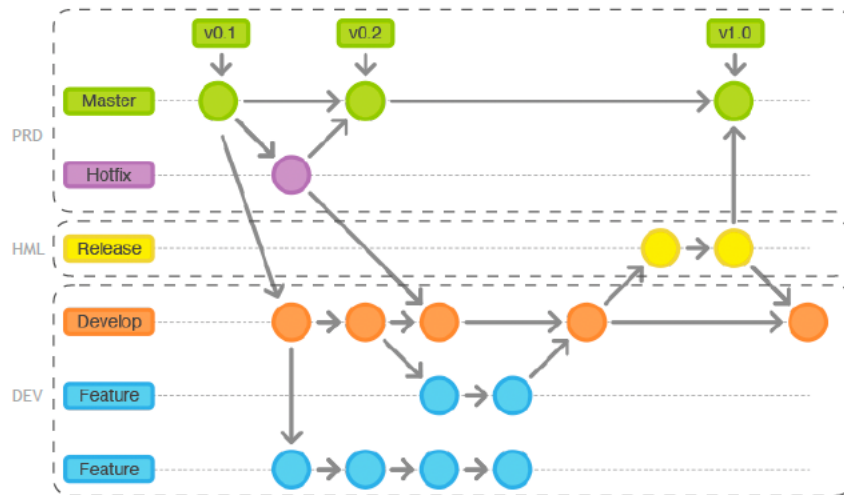 v0.1
v0.2
v1.0
Master
PRD
Hotfix
HML
Release
Develop
DEV
Feature
Feature